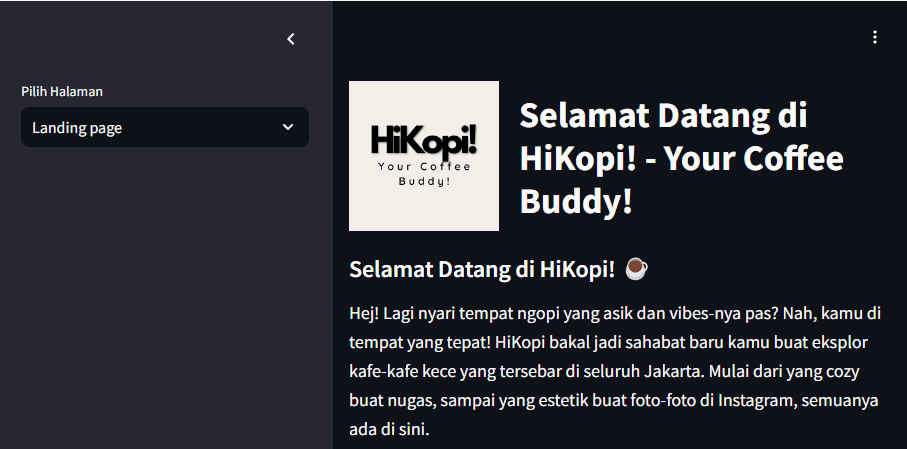 Pilih Halaman
Landing page
HiKopi!
Your Coffee
Buddy!
Selamat Datang di
HiKopi! - Your Coffee
Buddy!
Selamat Datang di HiKopi! ☕
Hej! Lagi nyari tempat ngopi yang asik dan vibes-nya pas? Nah, kamu di
tempat yang tepat! HiKopi bakal jadi sahabat baru kamu buat eksplor
kafe-kafe kece yang tersebar di seluruh Jakarta. Mulai dari yang cozy
buat nugas, sampai yang estetik buat foto-foto di Instagram, semuanya
ada di sini.